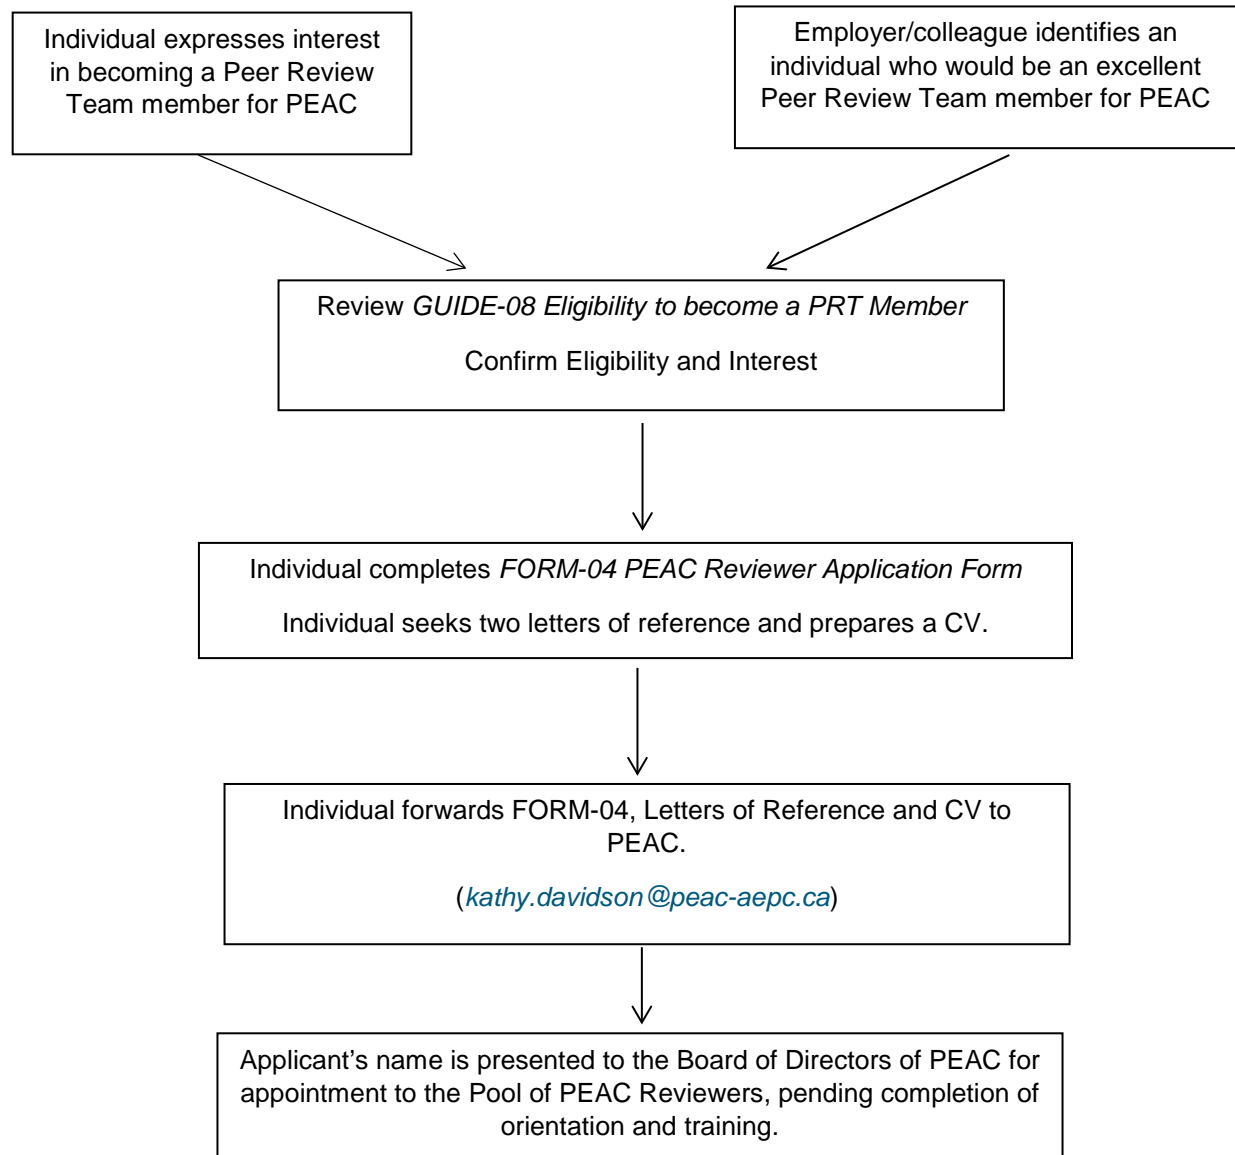 Individual expresses interest
in becoming a Peer Review
Team member for PEAC
Employer/colleague identifies an
individual who would be an excellent
Peer Review Team member for PEAC
Review GUIDE-08 Eligibility to become a PRT Member
Confirm Eligibility and Interest
Individual completes FORM-04 PEAC Reviewer Application Form
Individual seeks two letters of reference and prepares a CV.
Individual forwards FORM-04, Letters of Reference and CV to
PEAC.
(kathy.davidson@peac-aepc.ca)
Applicant’s name is presented to the Board of Directors of PEAC for
appointment to the Pool of PEAC Reviewers, pending completion of
orientation and training.